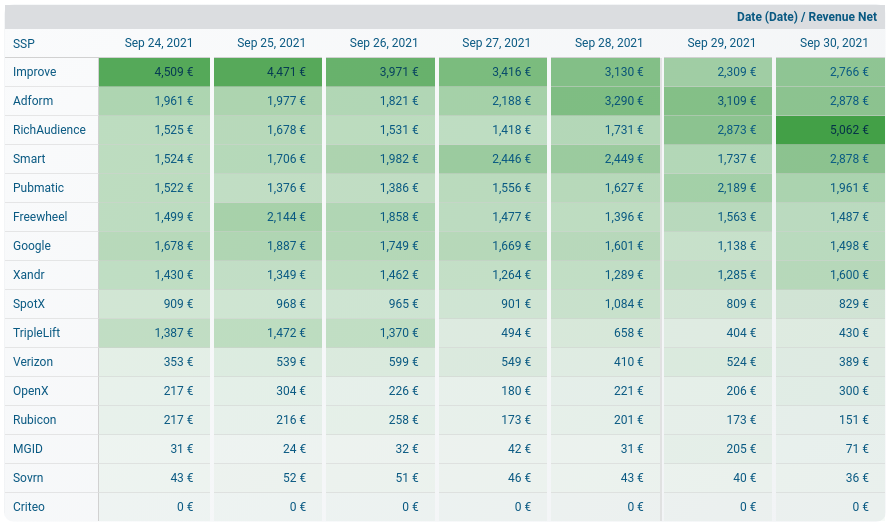 Date (Date) / Revenue Net
SSP Sep 24, 2021 Sep 25, 2021 Sep 26, 2021 Sep 27, 2021 Sep 28, 2021 Sep 29, 2021 Sep 30, 2021
Improve 4,509 € 4,471 € 3,971 € 3,416 € 3,130 € 2,309 € 2,766 €
Adform 1,961 € 1,977 € 1,821 € 2,188 € 3,290 € 3,109 € 2,878 €
RichAudience 1,525 € 1,678 € 1,531 € 1,418 € 1,731 € 2,873 € 5,062 €
Smart 1,524 € 1,706 € 1,982 € 2,446 € 2,449 € 1,737 € 2,878 €
Pubmatic 1,522 € 1,376 € 1,386 € 1,556 € 1,627 € 2,189 € 1,961 €
Freewheel 1,499 € 2,144 € 1,858 € 1,477 € 1,396 € 1,563 € 1,487 €
Google 1,678 € 1,887 € 1,749 € 1,669 € 1,601 € 1,138 € 1,498 €
Xandr 1,430 € 1,349 € 1,462 € 1,264 € 1,289 € 1,285 € 1,600 €
SpotX 909 € 968 € 965 € 901 € 1,084 € 809 € 829 €
TripleLift 1,387 € 1,472 € 1,370 € 494 € 658 € 404 € 430 €
Verizon 353 € 539 € 599 € 549 € 410 € 524 € 389 €
OpenX 217 € 304 € 226 € 180 € 221 € 206 € 300 €
Rubicon 217 € 216 € 258 € 173 € 201 € 173 € 151 €
MGID 31 € 24 € 32 € 42 € 31 € 205 € 71 €
Sovrn 43 € 52 € 51 € 46 € 43 € 40 € 36 €
Criteo 0 € 0 € 0 € 0 € 0 € 0 € 0 €